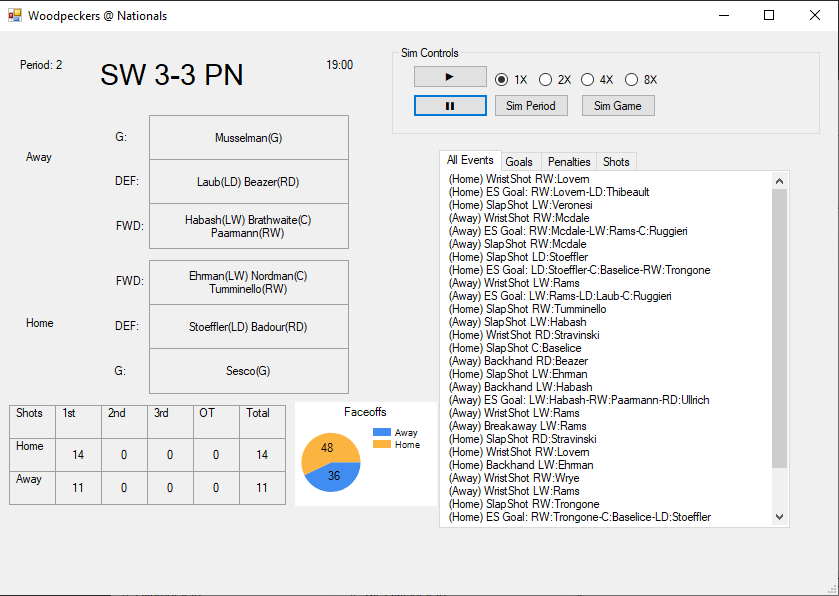 Woodpeckers @ Nationals
Period: 2
SW 3-3 PN
19:00
Sim Controls
1X
2X
4X
8X
Sim Period
Sim Game
Away
G:
Musselman(G)
DEF:
Laub(LD) Beazer(RD)
FWD:
Habash(LW) Brathwaite(C)
Paarmann(RW)
Home
FWD:
Ehrman(LW) Nordman(C)
Tumminello(RW)
DEF:
Stoeffler(LD) Badour(RD)
G:
Sesco(G)
Shots 1st 2nd 3rd OT Total
Home 14 0 0 0 14
Away 11 0 0 0 11
Faceoffs
48
36
Away
Home
All Events Goals Penalties Shots
(Home) WristShot RW:Lovern
(Home) ES Goal: RW:Lovern-LD:Thibeault
(Home) SlapShot LW:Veronesi
(Away) WristShot RW:Mcdale
(Away) ES Goal: RW:Mcdale-LW:Rams-C:Ruggieri
(Away) SlapShot RW:Mcdale
(Home) SlapShot LD:Stoeffler
(Home) ES Goal: LD:Stoeffler-C:Baselice-RW:Trongone
(Away) WristShot LW:Rams
(Away) ES Goal: LW:Rams-LD:Laub-C:Ruggieri
(Home) SlapShot RW:Tumminello
(Away) SlapShot LW:Habash
(Home) WristShot RD:Stravinski
(Home) SlapShot C:Baselice
(Away) Backhand RD:Beazer
(Home) SlapShot LW:Ehrman
(Away) Backhand LW:Habash
(Away) ES Goal: LW:Habash-RW:Paarmann-RD:Ullrich
(Away) WristShot LW:Rams
(Away) Breakaway LW:Rams
(Home) SlapShot RD:Stravinski
(Home) WristShot RW:Lovern
(Home) Backhand LW:Ehrman
(Away) WristShot RW:Wrye
(Away) WristShot LW:Rams
(Home) SlapShot RW:Trongone
(Home) ES Goal: RW:Trongone-C:Baselice-LD:Stoeffler